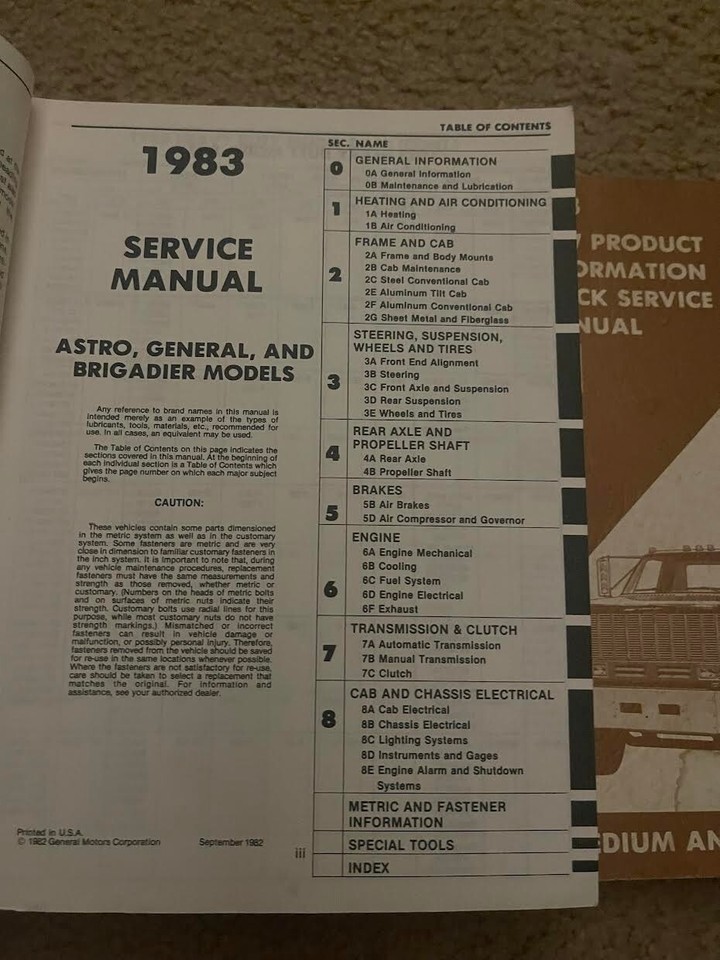 TABLE OF CONTENTS
1983
SERVICE
MANUAL
ASTRO, GENERAL, AND
BRIGADIER MODELS
Any reference to brand names in this manual is
intended merely as an example of the types of
lubricants, tools, materials, etc., recommended for
use. In all cases, an equivalent may be used.
The Table of Contents on this page indicates the
sections covered in this manual. At the beginning of
each individual section is a Table of Contents which
gives the page number on which each major subject
begins.
CAUTION:
These vehicles contain some parts dimensioned
in the metric system as well as in the customary
system. Some fasteners are metric and are very
close in dimension to familiar customary fasteners in
the inch system. It is important to note that, during
any vehicle maintenance procedures, replacement
fasteners must have the same measurements and
strength as those removed, whether metric or
customary. (Numbers on the heads of metric bolts
and on surfaces of metric nuts indicate their
strength. Customary bolts use radial lines for this
purpose, while most customary nuts do not have
strength markings.) Mismatched or incorrect
fasteners can result in vehicle damage or
malfunction, or possibly personal injury. Therefore,
fasteners removed from the vehicle should be saved
for re-use in the same locations whenever possible.
Where the fasteners are not satisfactory for re-use,
care should be taken to select a replacement that
matches the original. For information and
assistance, see your authorized dealer.
Printed in U.S.A.
© 1982 General Motors Corporation September 1982
iii
SEC. NAME
0 GENERAL INFORMATION
0A General Information
0B Maintenance and Lubrication
1 HEATING AND AIR CONDITIONING
1A Heating
1B Air Conditioning
2 FRAME AND CAB
2A Frame and Body Mounts
2B Cab Maintenance
2C Steel Conventional Cab
2E Aluminum Tilt Cab
2F Aluminum Conventional Cab
2G Sheet Metal and Fiberglass
3 STEERING, SUSPENSION,
WHEELS AND TIRES
3A Front End Alignment
3B Steering
3C Front Axle and Suspension
3D Rear Suspension
3E Wheels and Tires
4 REAR AXLE AND
PROPELLER SHAFT
4A Rear Axle
4B Propeller Shaft
5 BRAKES
5B Air Brakes
5D Air Compressor and Governor
6 ENGINE
6A Engine Mechanical
6B Cooling
6C Fuel System
6D Engine Electrical
6F Exhaust
7 TRANSMISSION & CLUTCH
7A Automatic Transmission
7B Manual Transmission
7C Clutch
8 CAB AND CHASSIS ELECTRICAL
8A Cab Electrical
8B Chassis Electrical
8C Lighting Systems
8D Instruments and Gages
8E Engine Alarm and Shutdown
Systems
METRIC AND FASTENER
INFORMATION
SPECIAL TOOLS
INDEX
PRODUCT
ORMATION
CK SERVICE
NUAL
DIUM AN